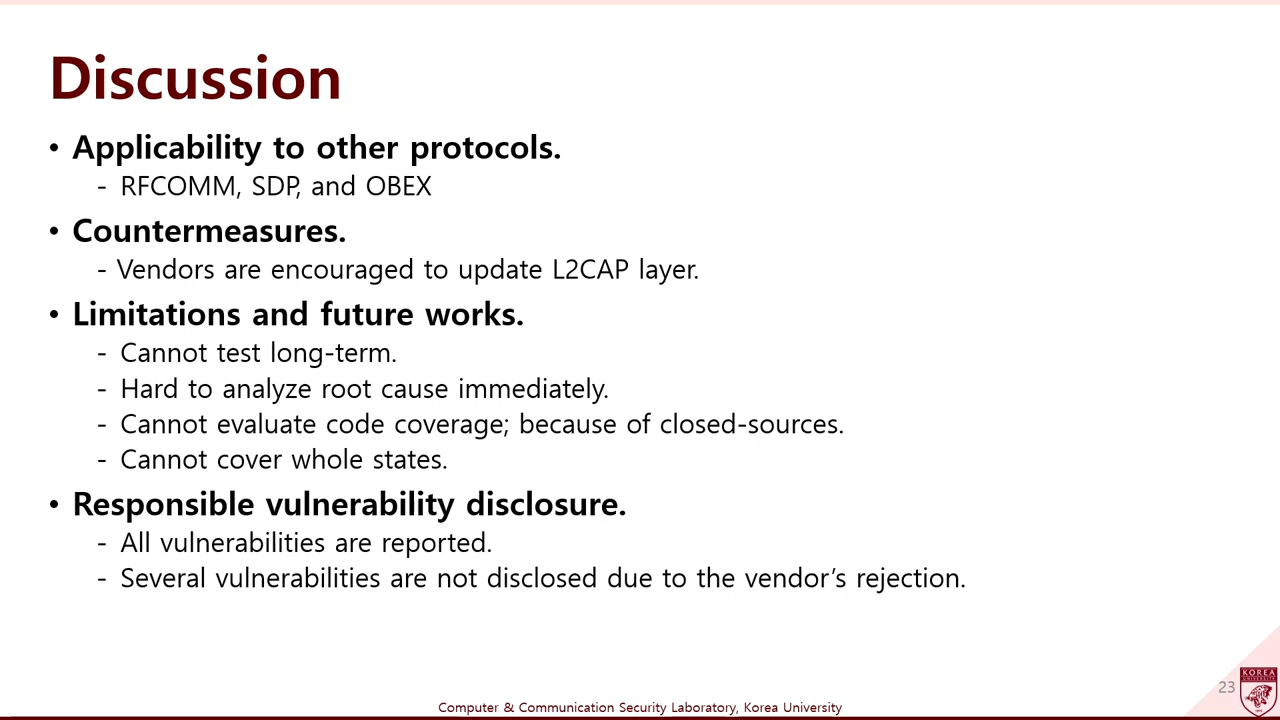 Discussion
• Applicability to other protocols.
- RFCOMM, SDP, and OBEX
• Countermeasures.
- Vendors are encouraged to update L2CAP layer.
• Limitations and future works.
- Cannot test long-term.
- Hard to analyze root cause immediately.
- Cannot evaluate code coverage; because of closed-sources.
- Cannot cover whole states.
• Responsible vulnerability disclosure.
- All vulnerabilities are reported.
- Several vulnerabilities are not disclosed due to the vendor’s rejection.
23
KOREA
UNIVERSITY
Computer & Communication Security Laboratory, Korea University